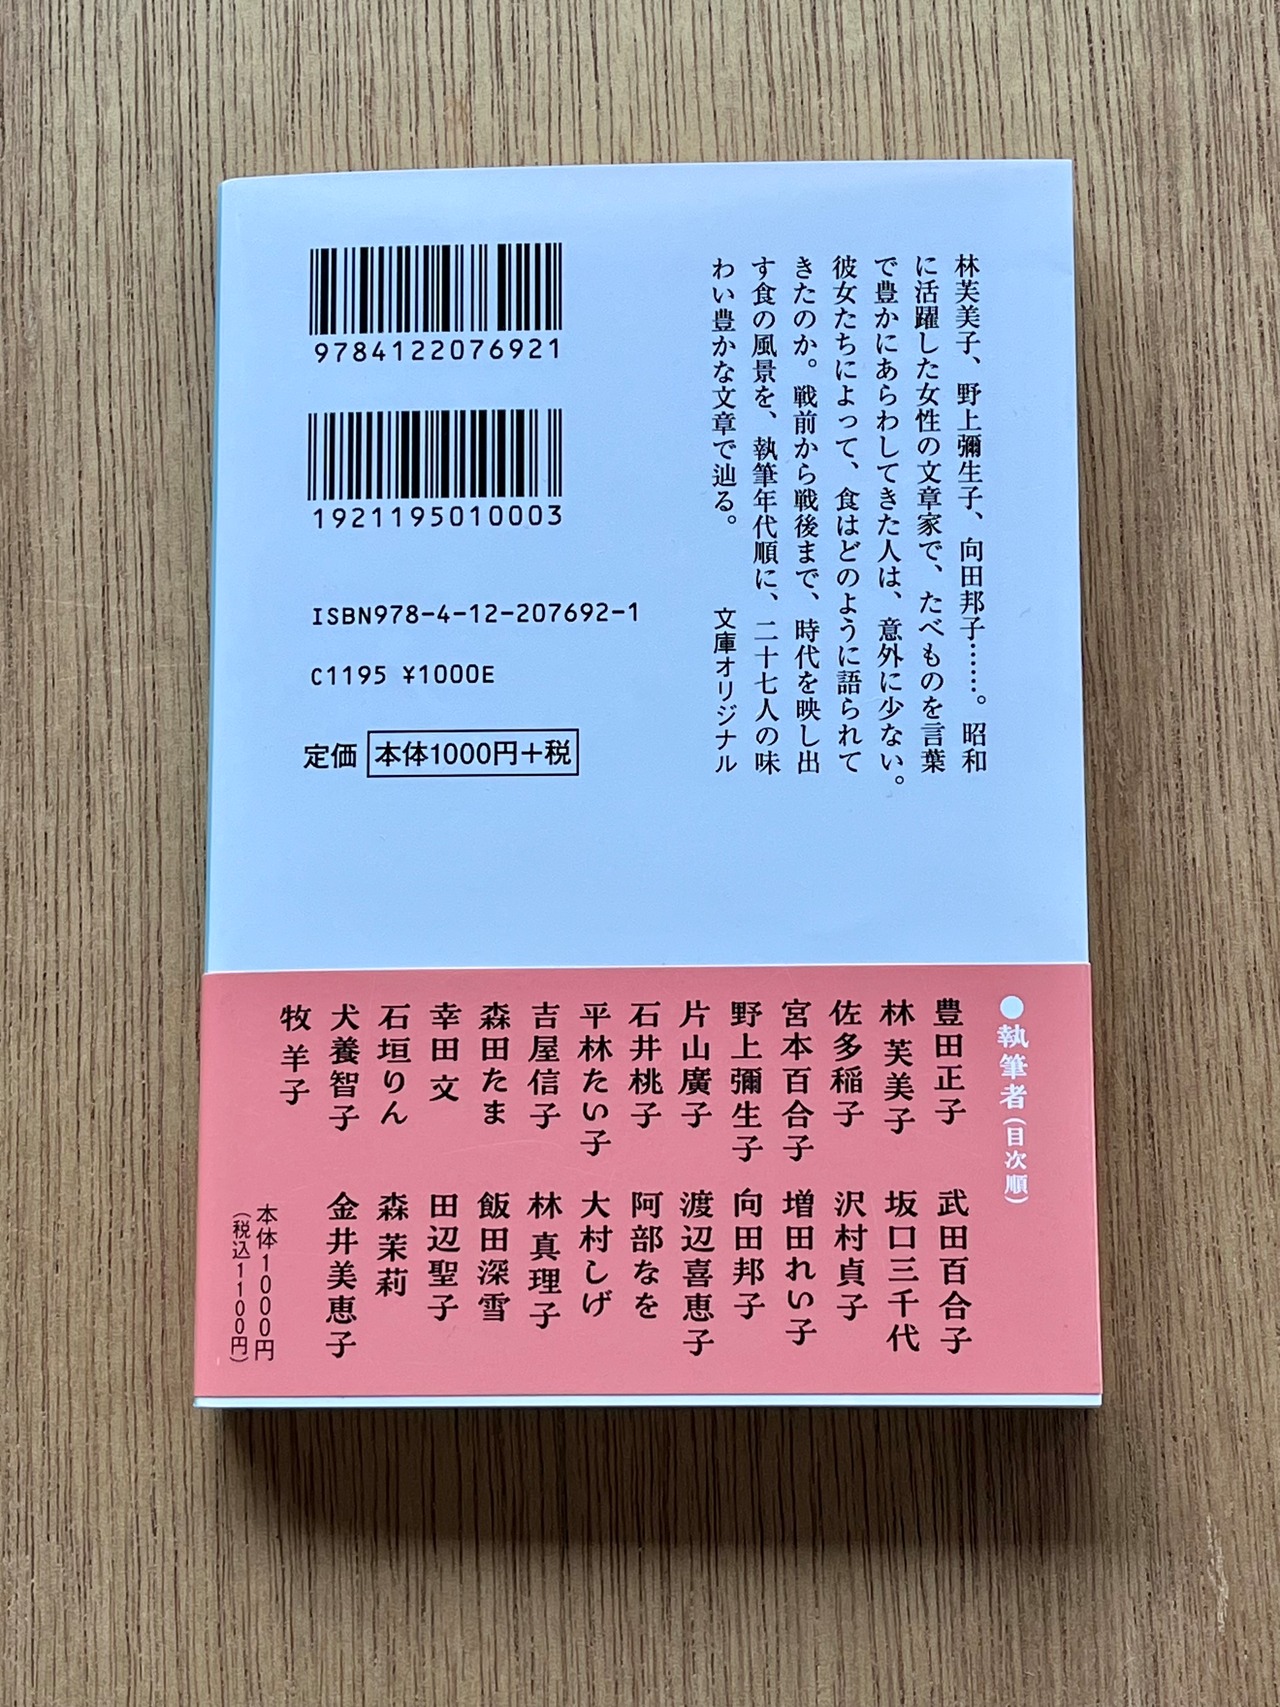 林芙美子、野上彌生子、向田邦子……。昭和
に活躍した女性の文章家で、たべものを言葉
で豊かにあらわしてきた人は、意外に少ない。
彼女たちによって、食はどのように語られて
きたのか。戦前から戦後まで、時代を映し出
す食の風景を、執筆年代順に、二十七人の味
わい豊かな文章で辿る。 文庫オリジナル
9784122076921
1921195010003
ISBN978-4-12-207692-1
C1195 ¥1000E
定価 本体1000円+税
●執筆者(目次順)
豊田正子
林 芙美子
佐多稲子
宮本百合子
野上彌生子
片山廣子
石井桃子
平林たい子
吉屋信子
森田たま
幸田 文
石垣りん
犬養智子
牧 羊子
武田百合子
坂口三千代
沢村貞子
増田れい子
向田邦子
渡辺喜恵子
阿部なを
大村しげ
林 真理子
飯田深雪
田辺聖子
森 茉莉
金井美恵子
本体1000円
(税込1100円)